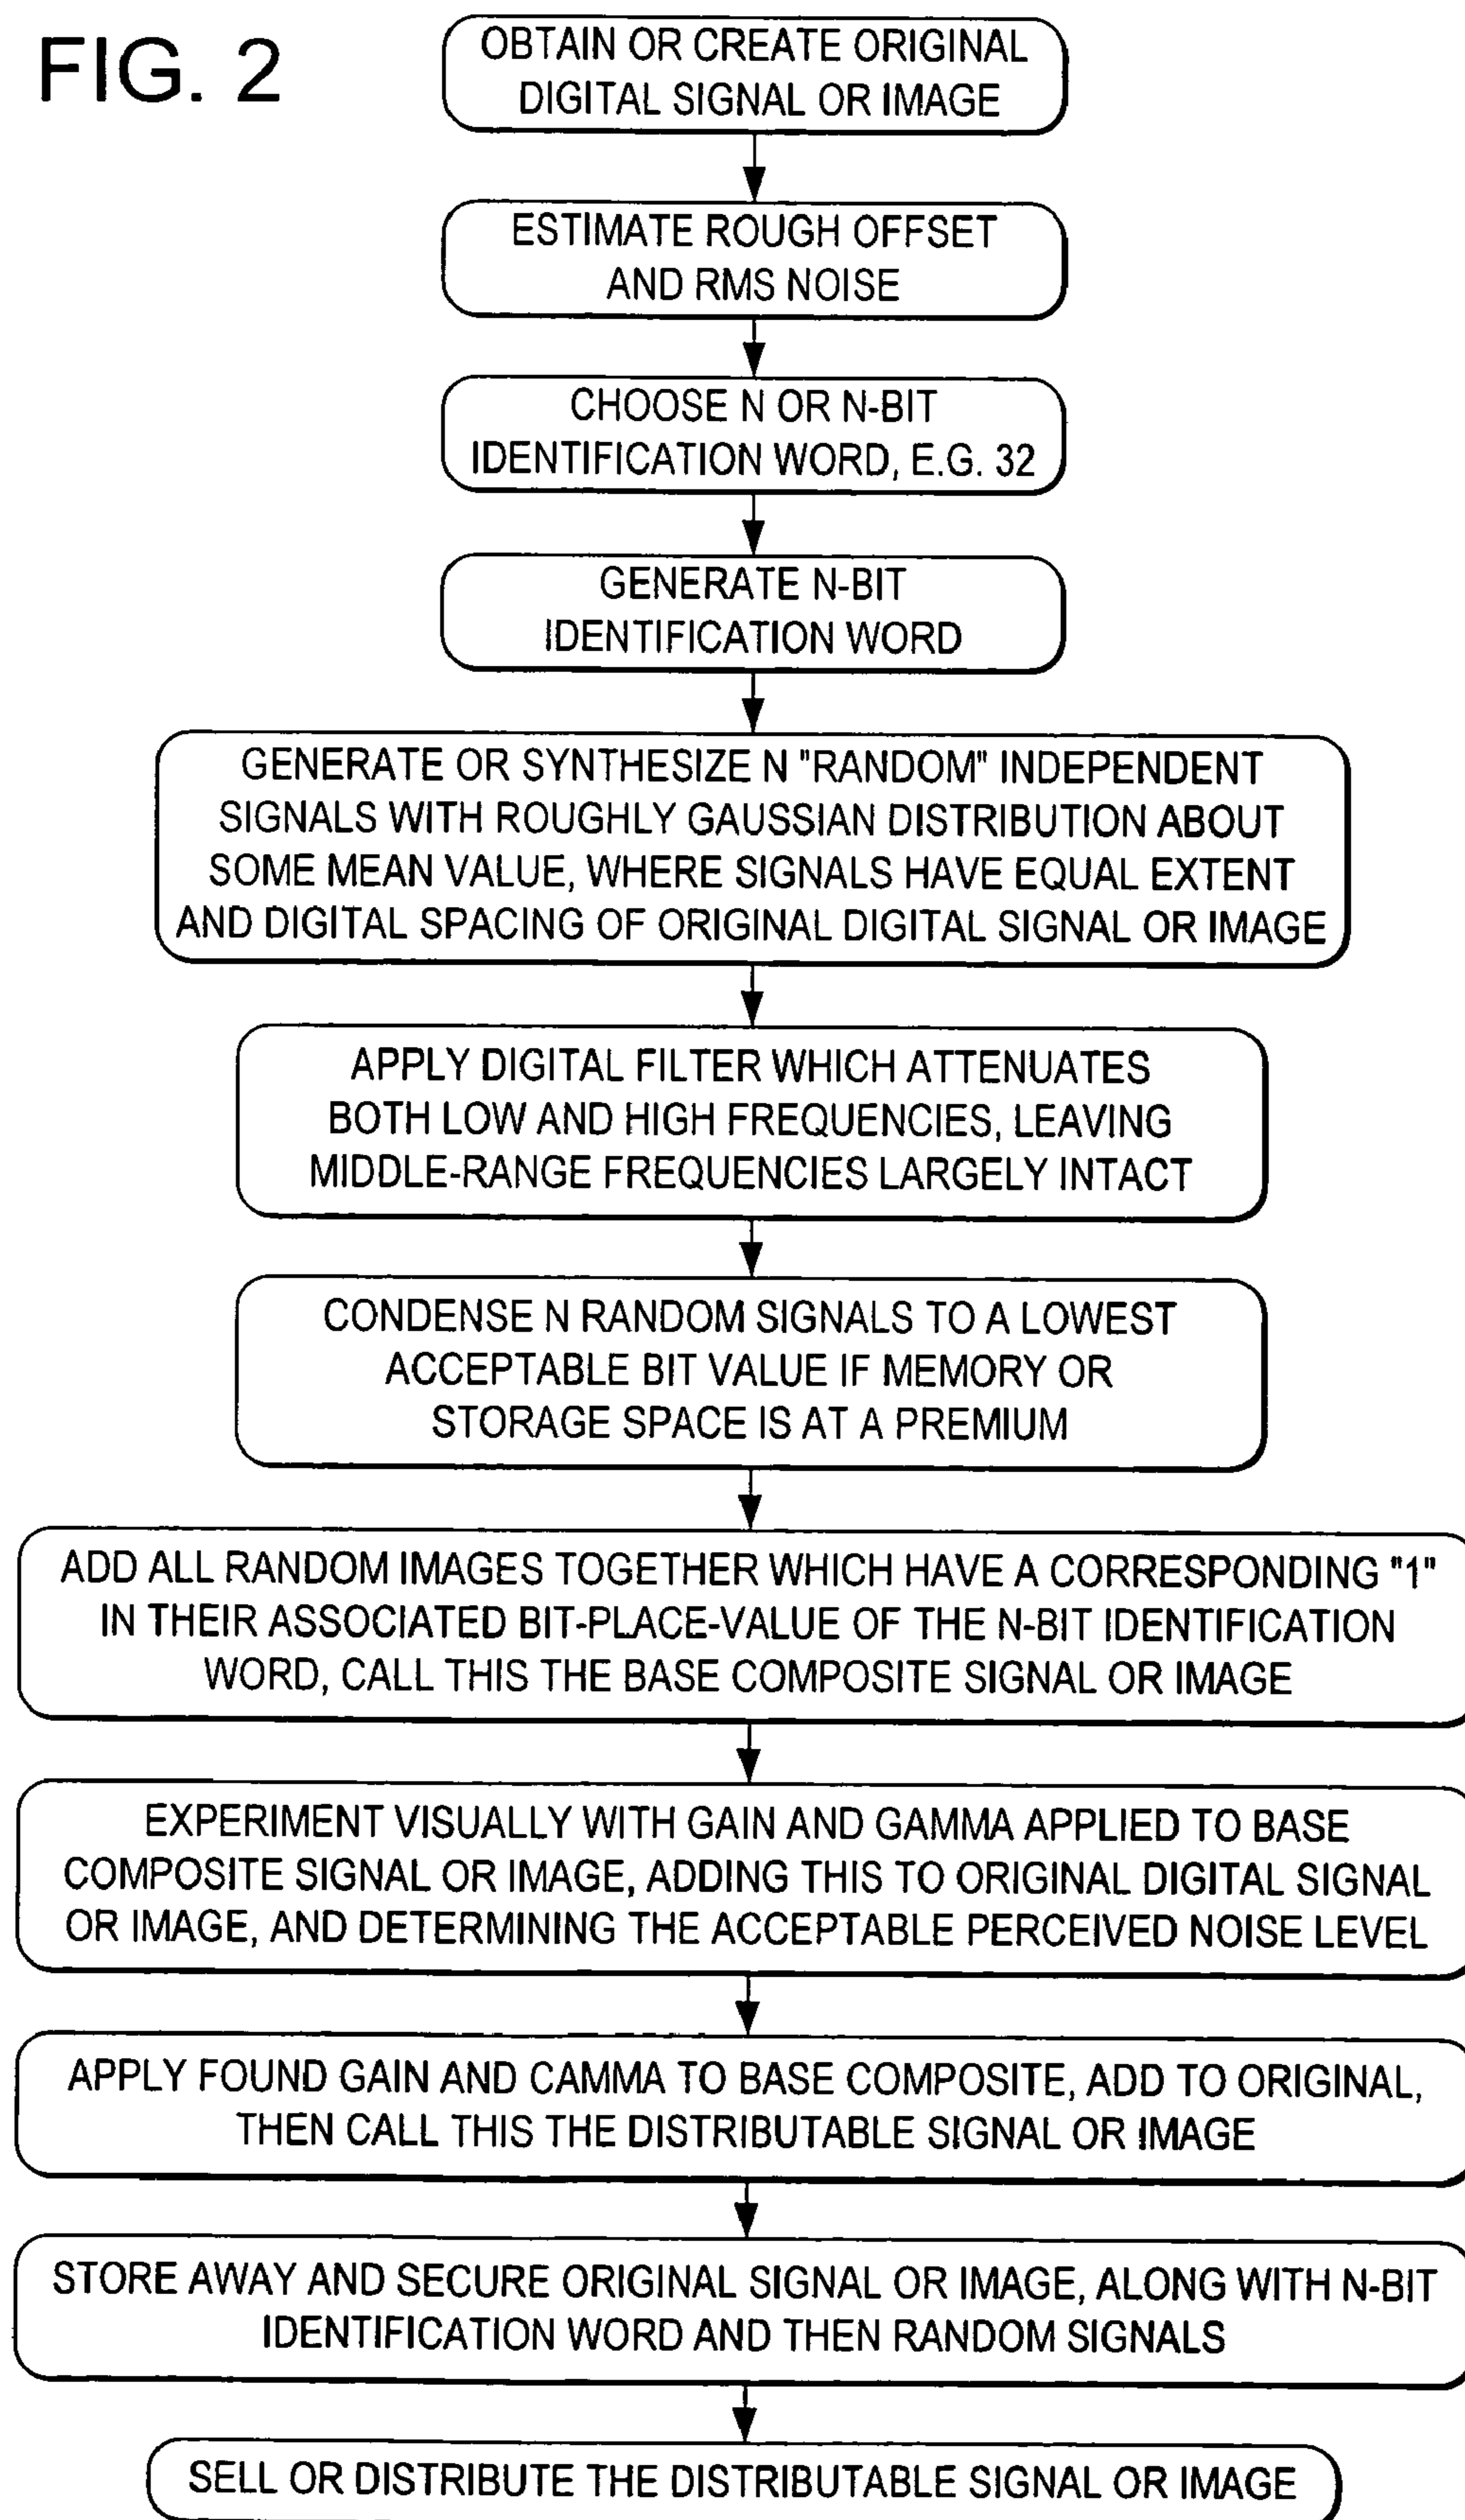 FIG. 2
OBTAIN OR CREATE ORIGINAL
DIGITAL SIGNAL OR IMAGE
ESTIMATE ROUGH OFFSET
AND RMS NOISE
CHOOSE N OR N-BIT
IDENTIFICATION WORD, E.G. 32
GENERATE N-BIT
IDENTIFICATION WORD
GENERATE OR SYNTHESIZE N "RANDOM" INDEPENDENT
SIGNALS WITH ROUGHLY GAUSSIAN DISTRIBUTION ABOUT
SOME MEAN VALUE, WHERE SIGNALS HAVE EQUAL EXTENT
AND DIGITAL SPACING OF ORIGINAL DIGITAL SIGNAL OR IMAGE
APPLY DIGITAL FILTER WHICH ATTENUATES
BOTH LOW AND HIGH FREQUENCIES, LEAVING
MIDDLE-RANGE FREQUENCIES LARGELY INTACT
CONDENSE N RANDOM SIGNALS TO A LOWEST
ACCEPTABLE BIT VALUE IF MEMORY OR
STORAGE SPACE IS AT A PREMIUM
ADD ALL RANDOM IMAGES TOGETHER WHICH HAVE A CORRESPONDING "1"
IN THEIR ASSOCIATED BIT-PLACE-VALUE OF THE N-BIT IDENTIFICATION
WORD, CALL THIS THE BASE COMPOSITE SIGNAL OR IMAGE
EXPERIMENT VISUALLY WITH GAIN AND GAMMA APPLIED TO BASE
COMPOSITE SIGNAL OR IMAGE, ADDING THIS TO ORIGINAL DIGITAL SIGNAL
OR IMAGE, AND DETERMINING THE ACCEPTABLE PERCEIVED NOISE LEVEL
APPLY FOUND GAIN AND CAMMA TO BASE COMPOSITE, ADD TO ORIGINAL,
THEN CALL THIS THE DISTRIBUTABLE SIGNAL OR IMAGE
STORE AWAY AND SECURE ORIGINAL SIGNAL OR IMAGE, ALONG WITH N-BIT
IDENTIFICATION WORD AND THEN RANDOM SIGNALS
SELL OR DISTRIBUTE THE DISTRIBUTABLE SIGNAL OR IMAGE